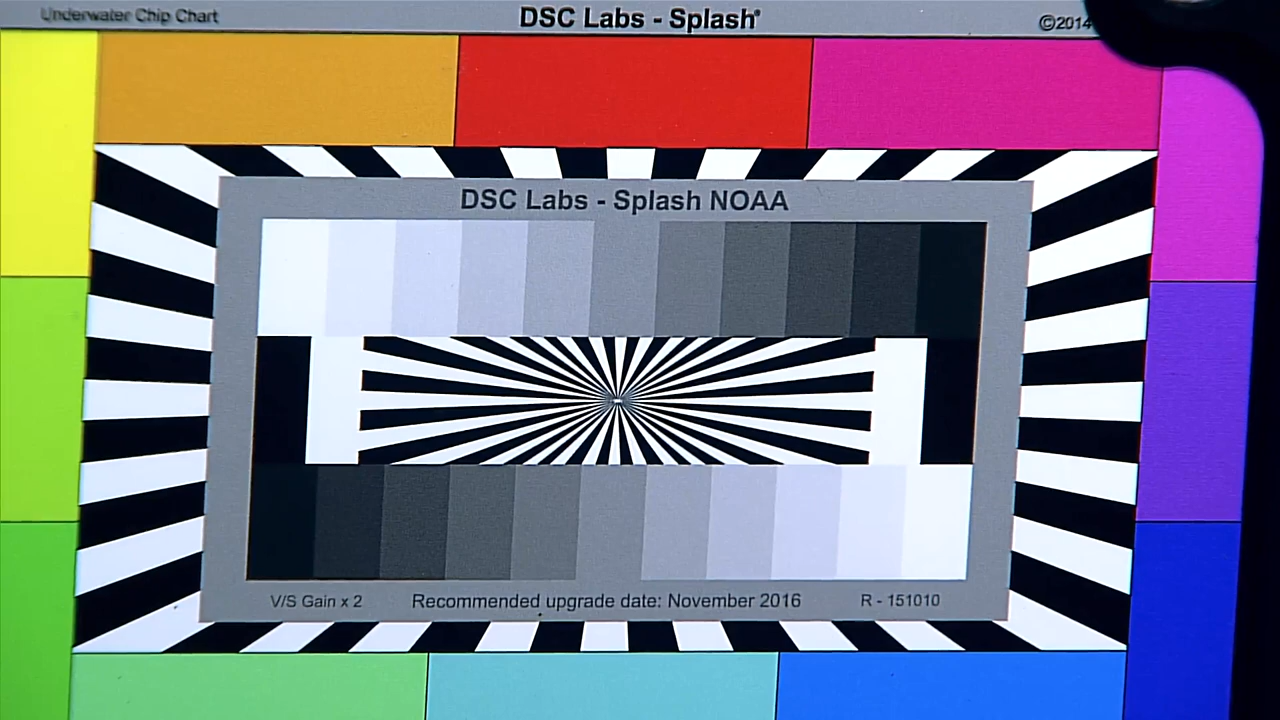 Underwater Chip Chart
DSC Labs - Splash®
©2014
DSC Labs - Splash NOAA
V/S Gain x 2
Recommended upgrade date: November 2016
R - 151010